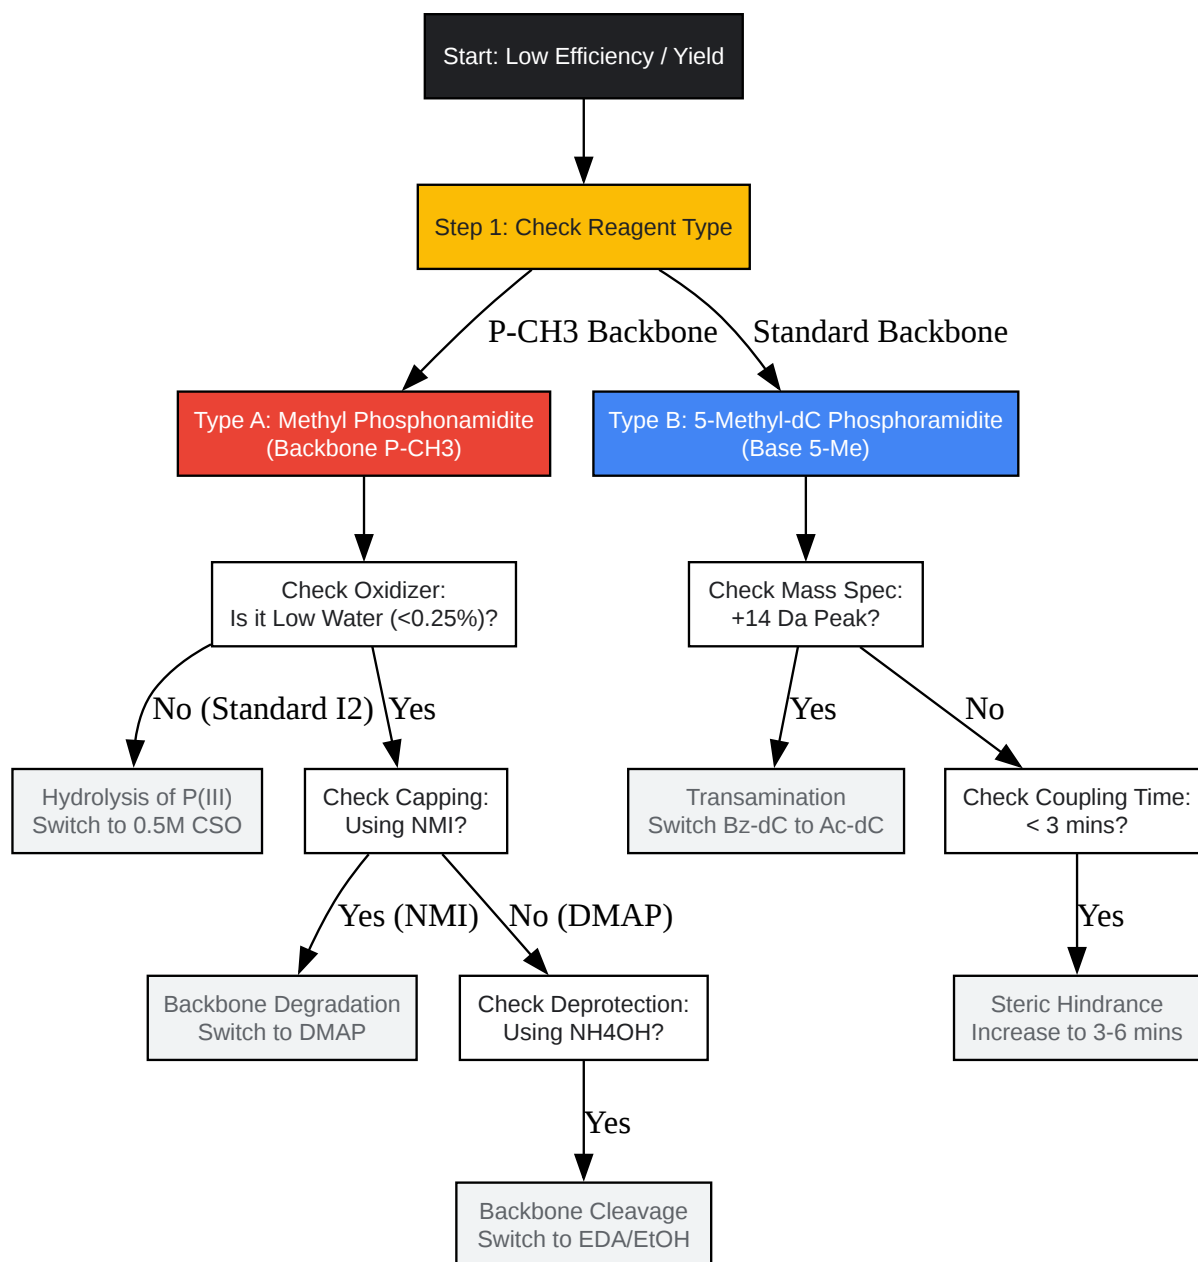 Start: Low Efficiency / Yield
Step 1: Check Reagent Type
P-CH3 Backbone
Standard Backbone
Type A: Methyl Phosphonamidite
(Backbone P-CH3)
Type B: 5-Methyl-dC Phosphoramidite
(Base 5-Me)
Check Oxidizer:
Is it Low Water (<0.25%)?
Check Mass Spec:
+14 Da Peak?
No (Standard I2)
Yes
Yes
No
Hydrolysis of P(III)
Switch to 0.5M CSO
Check Capping:
Using NMI?
Transamination
Switch Bz-dC to Ac-dC
Check Coupling Time:
< 3 mins?
Yes (NMI)
No (DMAP)
Yes
Backbone Degradation
Switch to DMAP
Check Deprotection:
Using NH4OH?
Steric Hindrance
Increase to 3-6 mins
Yes
Backbone Cleavage
Switch to EDA/EtOH